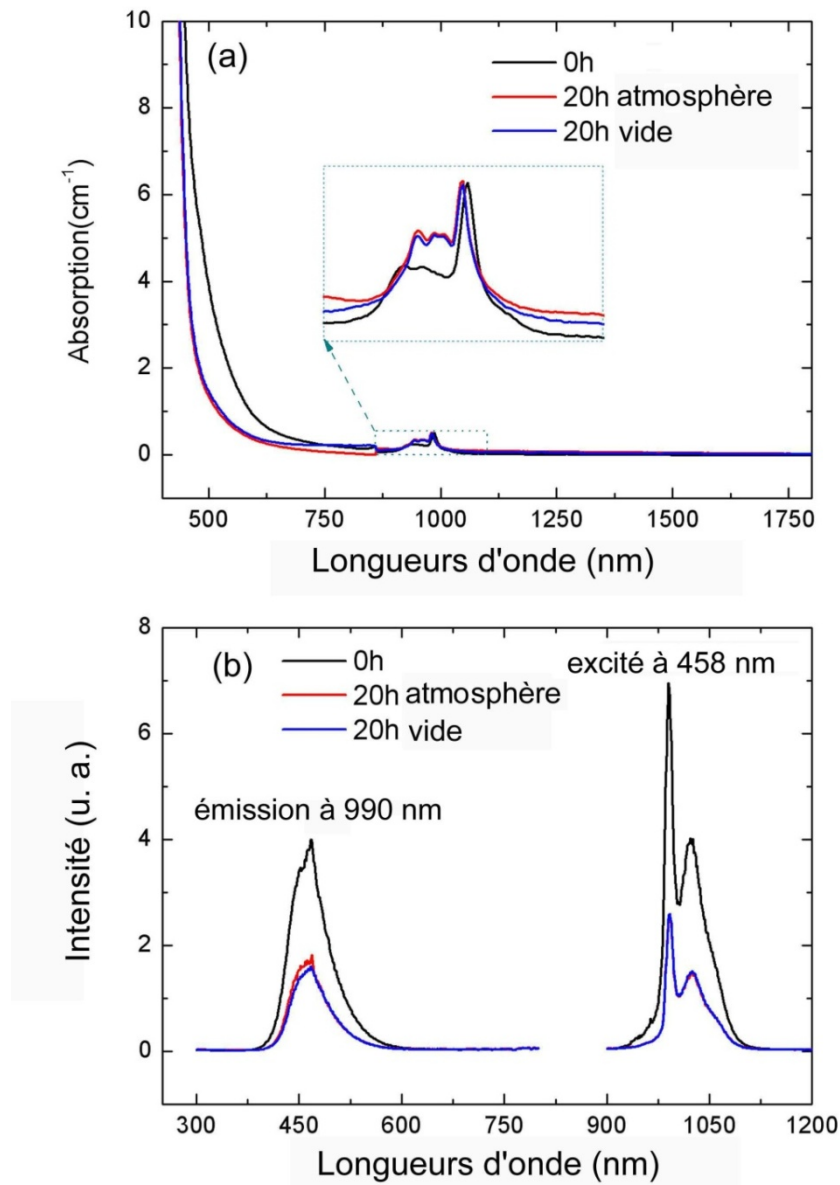 10
(a)
0h
20h atmosphère
20h vide
8
6
4
2
0
Absorption(cm⁻¹)
500 750 1000 1250 1500 1750
Longueurs d'onde (nm)
8
(b)
0h
20h atmosphère
20h vide
excité à 458 nm
6
émission à 990 nm
4
2
0
Intensité (u. a.)
300 450 600 750 900 1050 1200
Longueurs d'onde (nm)